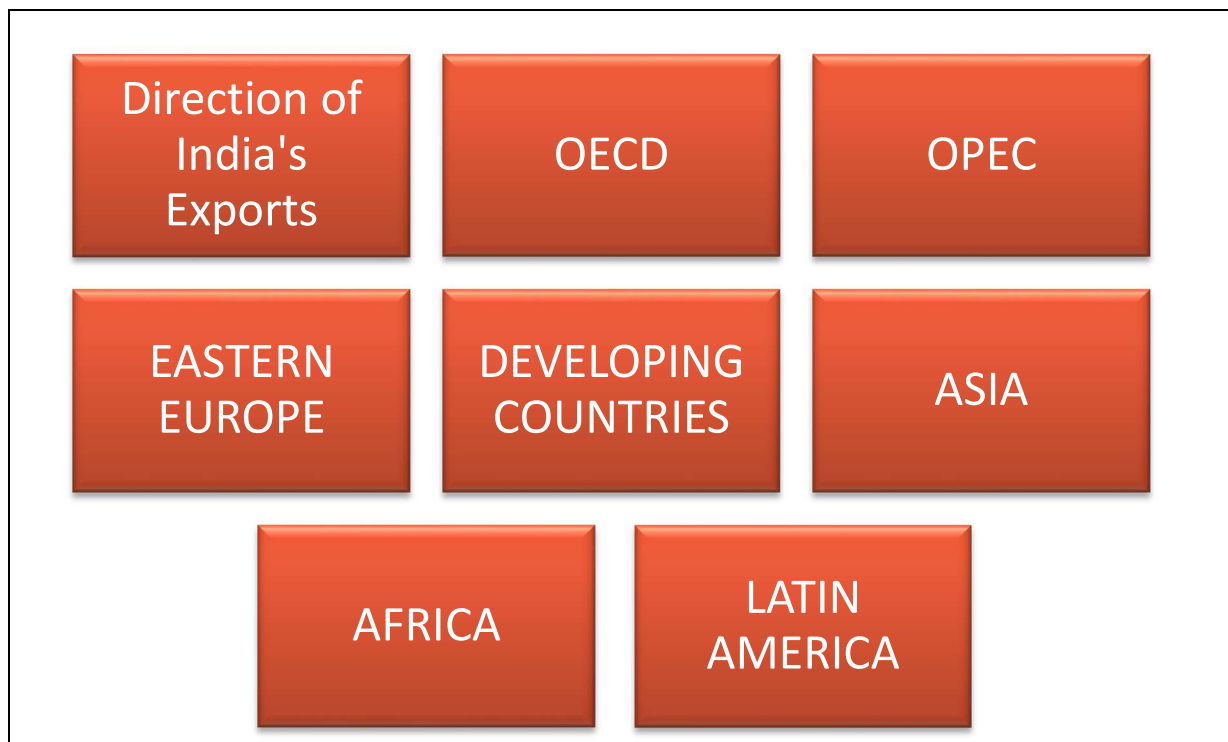 Direction of
India's
Exports
OECD
OPEC
EASTERN
EUROPE
DEVELOPING
COUNTRIES
ASIA
AFRICA
LATIN
AMERICA